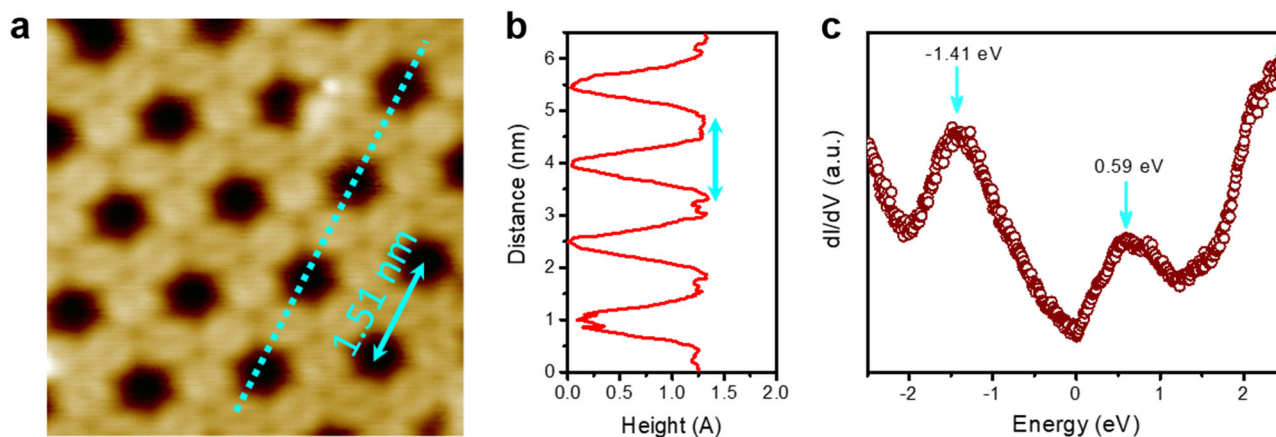 a
1.51 nm
b
6
5
4
3
2
1
0
Distance (nm)
0.0 0.5 1.0 1.5 2.0
Height (A)
c
-1.41 eV
0.59 eV
dI/dV (a.u.)
-2 -1 0 1 2
Energy (eV)